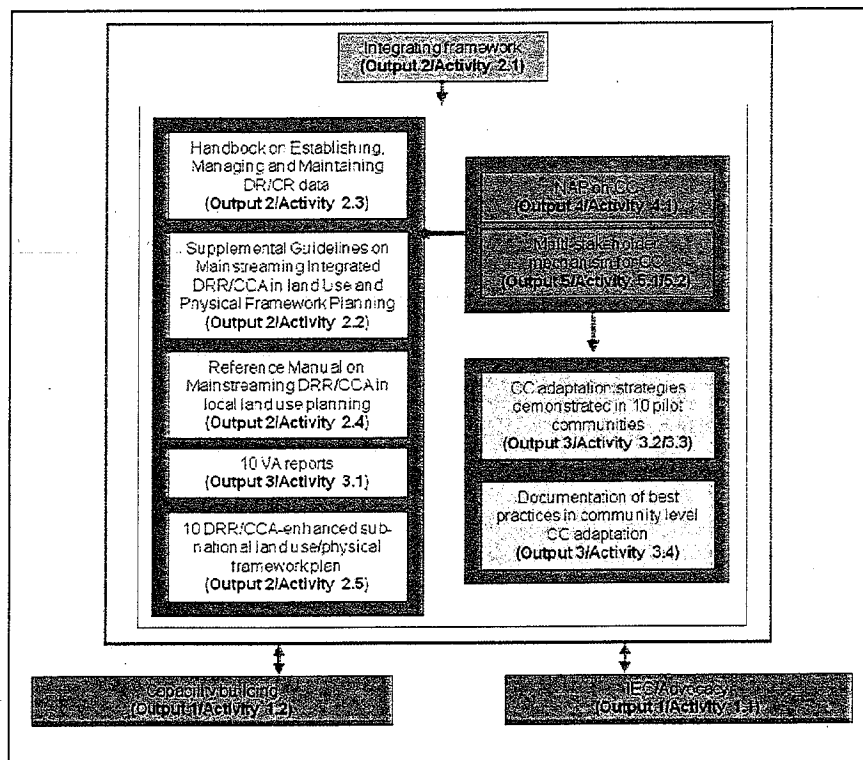 Integrating framework
(Output 2/Activity 2.1)
Handbook on Establishing,
Managing and Maintaining
DR/CR data
(Output 2/Activity 2.3)
Supplemental Guidelines on
Mainstreaming Integrated
DRR/CCA in land Use and
Physical Framework Planning
(Output 2/Activity 2.2)
Reference Manual on
Mainstreaming DRR/CCA in
local land use planning
(Output 2/Activity 2.4)
10 VA reports
(Output 3/Activity 3.1)
10 DRR/CCA-enhanced sub-
national land use/physical
framework plan
(Output 2/Activity 2.5)
NAP on CC
(Output 4/Activity 4.1)
Multi stakeholder
mechanism for CC
(Output 5/Activity 5.1/5.2)
CC adaptation strategies
demonstrated in 10 pilot
communities
(Output 3/Activity 3.2/3.3)
Documentation of best
practices in community level
CC adaptation
(Output 3/Activity 3.4)
Capability building
(Output 1/Activity 1.2)
IEC/Advocacy
(Output 1/Activity 1.1)